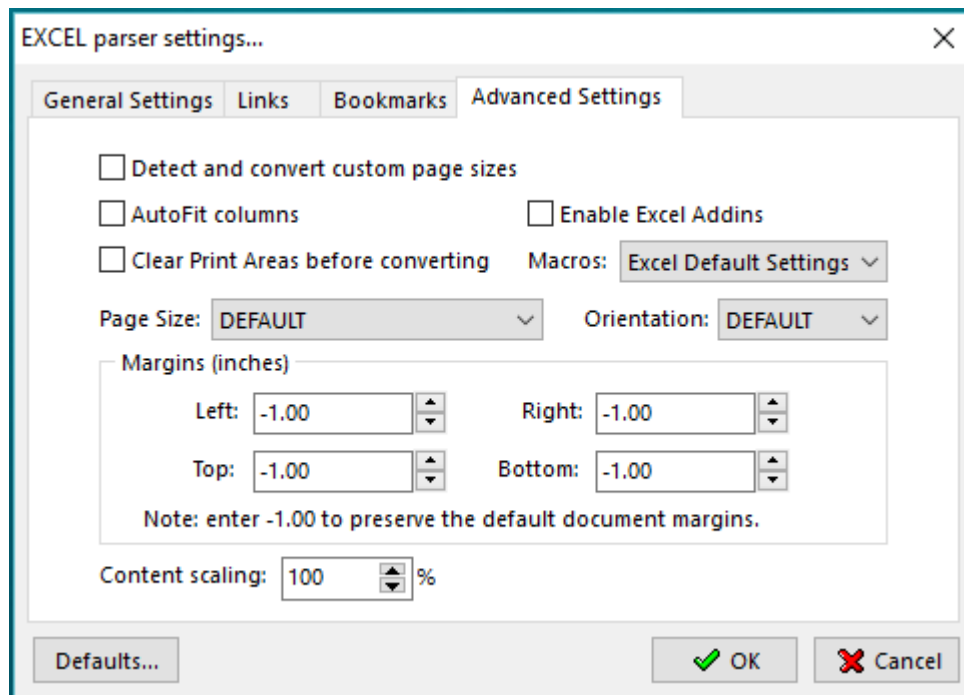 EXCEL parser settings...
General Settings Links Bookmarks Advanced Settings
Detect and convert custom page sizes
AutoFit columns Enable Excel Addins
Clear Print Areas before converting Macros: Excel Default Settings
Page Size: DEFAULT Orientation: DEFAULT
Margins (inches)
Left: -1.00 Right: -1.00
Top: -1.00 Bottom: -1.00
Note: enter -1.00 to preserve the default document margins.
Content scaling: 100 %
Defaults... OK Cancel